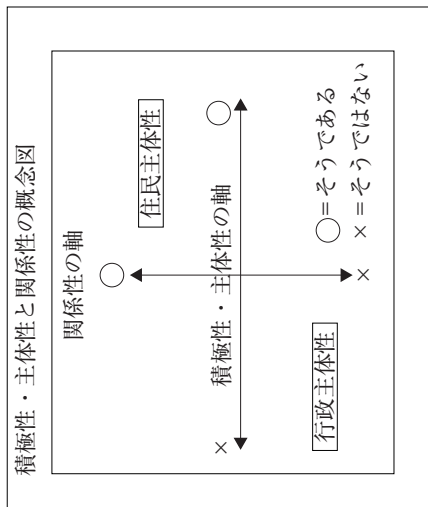 積極性・主体性と関係性の概念図
関係性の軸
○
住民主体性
積極性・主体性の軸
×
○
行政主体性
×
○=そうである
×=そうではない